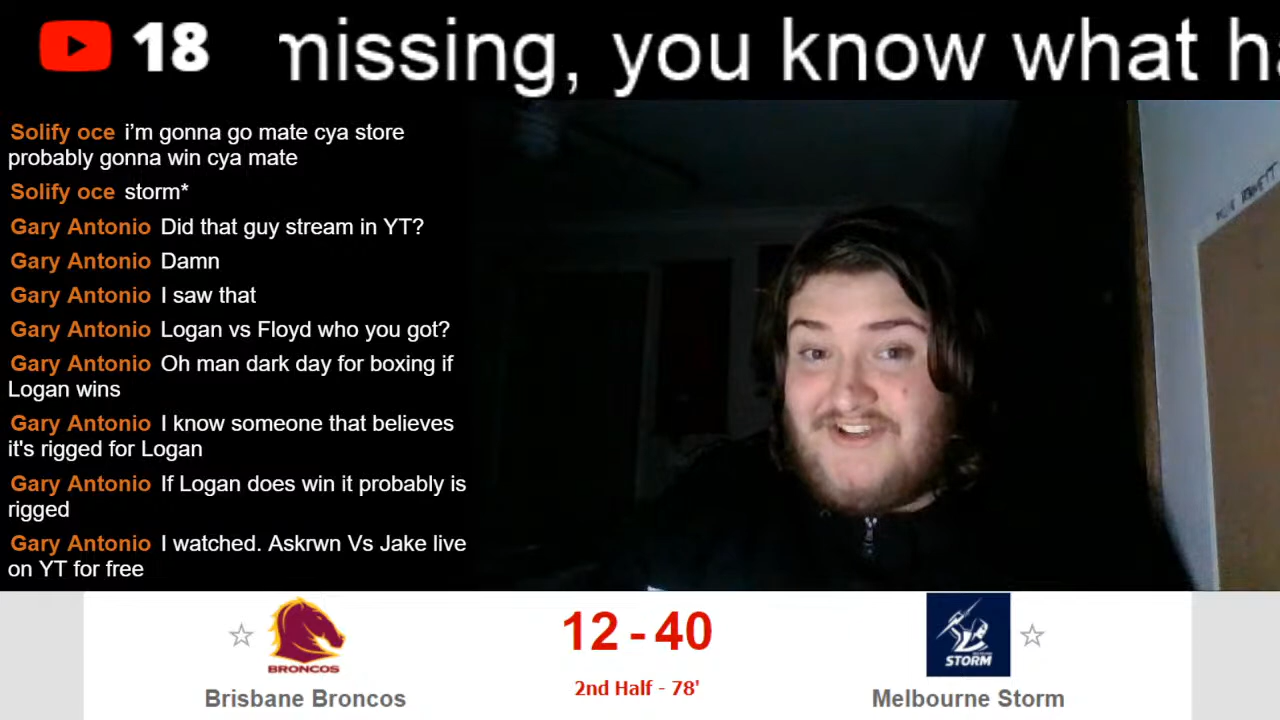 18
missing, you know what ha
Solify oce i'm gonna go mate cya store
probably gonna win cya mate
Solify oce storm*
Gary Antonio Did that guy stream in YT?
Gary Antonio Damn
Gary Antonio I saw that
Gary Antonio Logan vs Floyd who you got?
Gary Antonio Oh man dark day for boxing if
Logan wins
Gary Antonio I know someone that believes
it's rigged for Logan
Gary Antonio If Logan does win it probably is
rigged
Gary Antonio I watched. Askrwn Vs Jake live
on YT for free
BRONCOS
Brisbane Broncos
12 - 40
2nd Half - 78'
STORM
Melbourne Storm